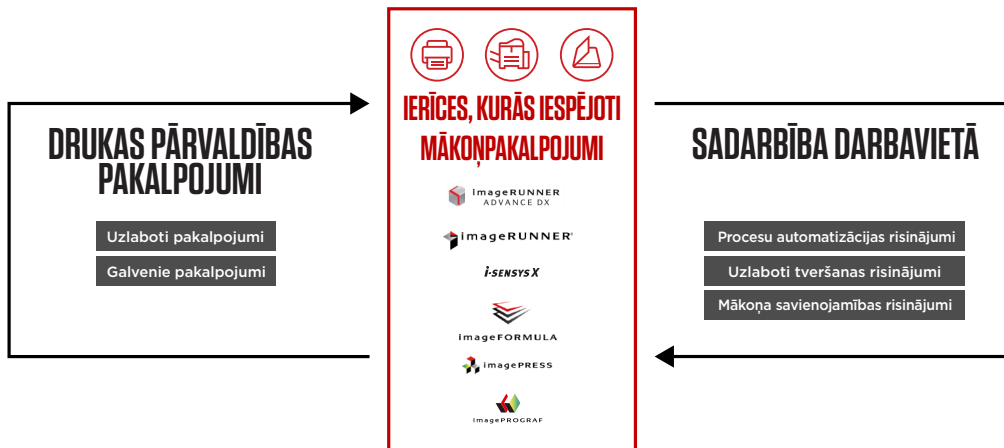 DRUKAS PĀRVALDĪBAS
PAKALPOJUMI
Uzlaboti pakalpojumi
Galvenie pakalpojumi
IERĪCES, KURĀS IESPĒJOTI
MĀKOŅPAKALPOJUMI
imageRUNNER
ADVANCE DX
imageRUNNER
i-SENSYS X
imageFORMULA
imagePRESS
imagePROGRAF
SADARBĪBA DARBAVIETĀ
Procesu automatizācijas risinājumi
Uzlaboti tveršanas risinājumi
Mākoņa savienojamības risinājumi